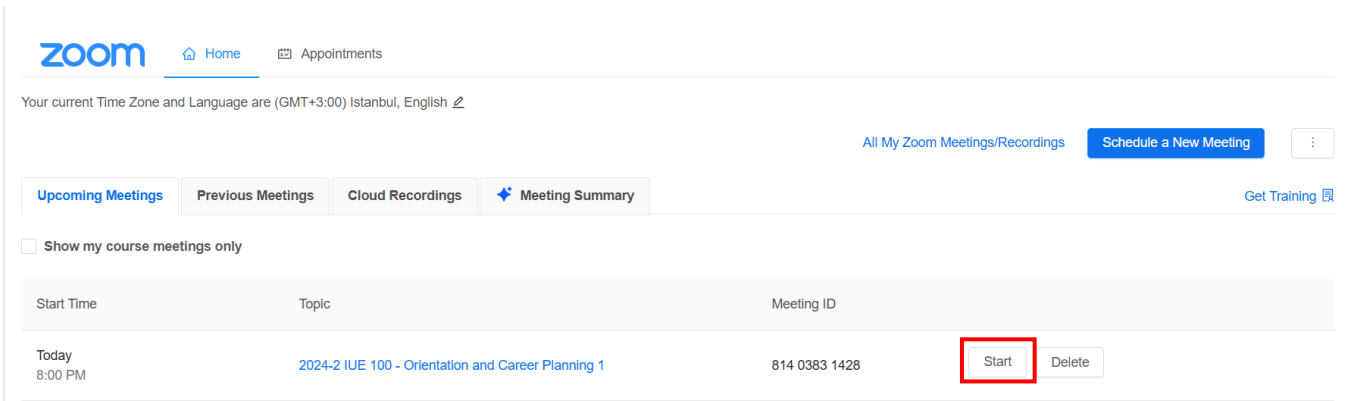 zoom Home Appointments
Your current Time Zone and Language are (GMT+3:00) Istanbul, English
All My Zoom Meetings/Recordings Schedule a New Meeting
Upcoming Meetings Previous Meetings Cloud Recordings Meeting Summary Get Training
Show my course meetings only
Start Time Topic Meeting ID
Today
8:00 PM
2024-2 IUE 100 - Orientation and Career Planning 1 814 0383 1428 Start Delete